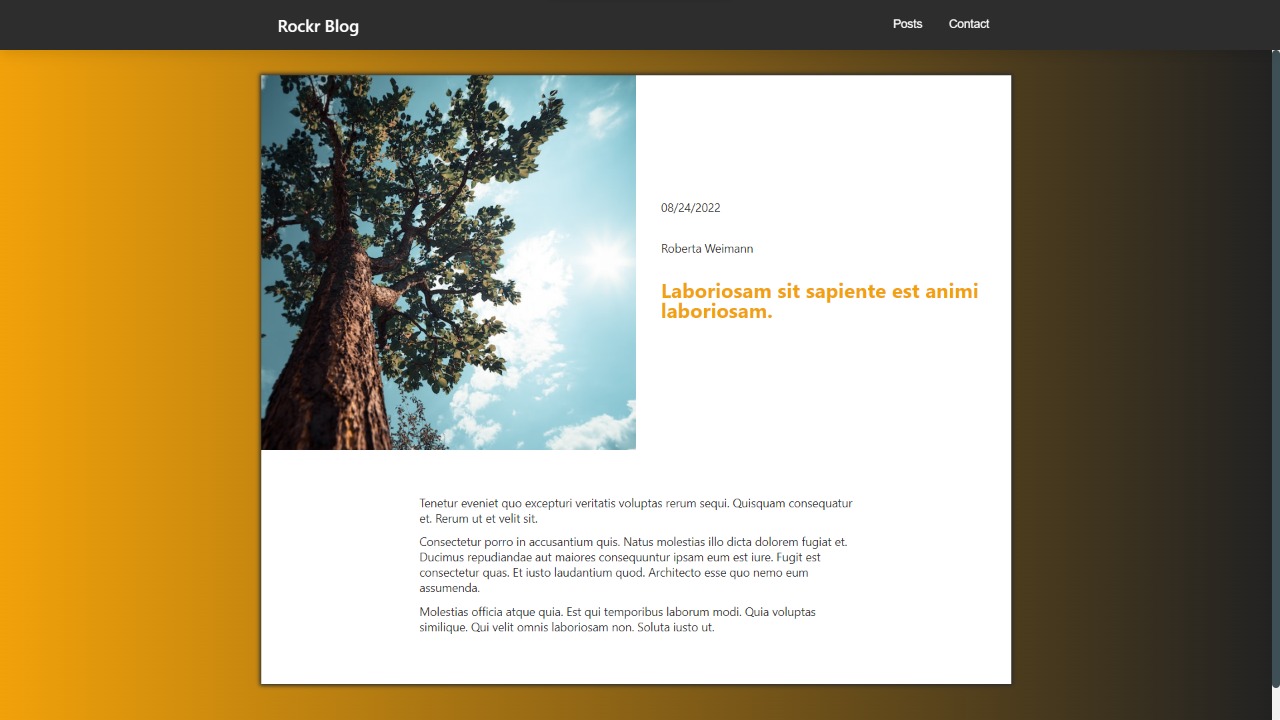 Rockr Blog
Posts
Contact
08/24/2022
Roberta Weimann
Laboriosam sit sapiente est animi
laboriosam.
Tenetur eveniet quo excepturi veritatis voluptas rerum sequi. Quisquam consequatur
et. Rerum ut et velit sit.
Consectetur porro in accusantium quis. Natus molestias illo dicta dolorem fugiat et.
Ducimus repudiandae aut maiores consequuntur ipsam eum est iure. Fugit est
consectetur quas. Et iusto laudantium quod. Architecto esse quo nemo eum
assumenda.
Molestias officia atque quia. Est qui temporibus laborum modi. Quia voluptas
similique. Qui velit omnis laboriosam non. Soluta iusto ut.